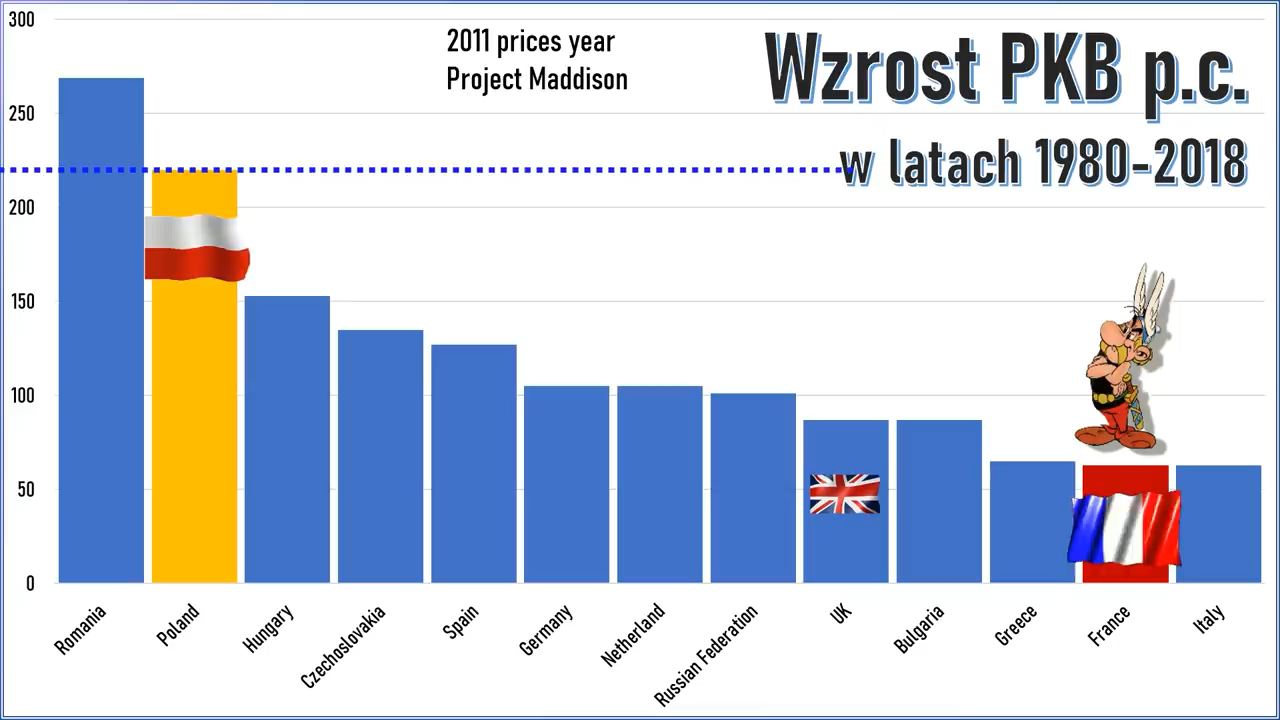 Wzrost PKB p.c.
w latach 1980-2018
2011 prices year
Project Maddison
300
250
200
150
100
50
0
Romania
Poland
Hungary
Czechoslovakia
Spain
Germany
Netherland
Russian Federation
UK
Bulgaria
Greece
France
Italy